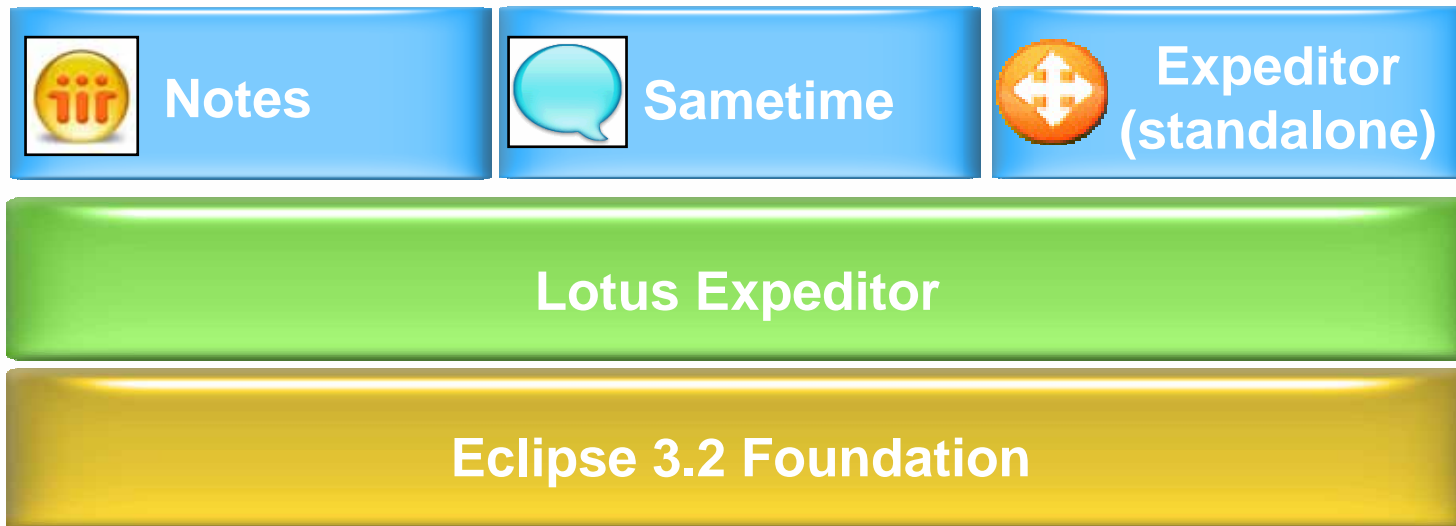 Notes
Sametime
Expeditor
(standalone)
Lotus Expeditor
Eclipse 3.2 Foundation